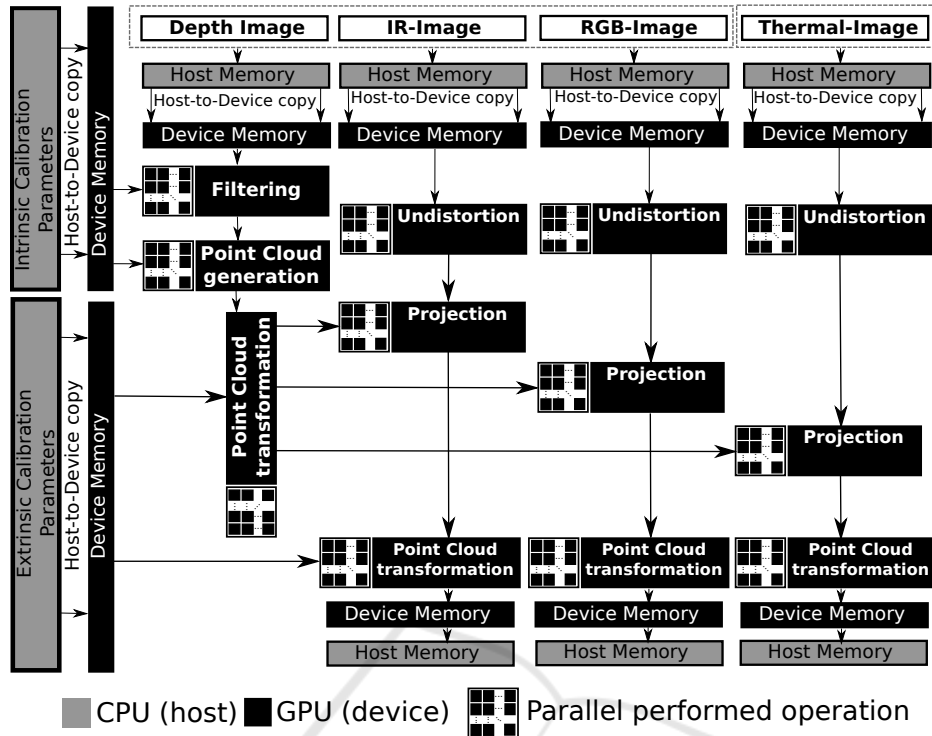 Depth Image
IR-Image
RGB-Image
Thermal-Image
Host Memory
Host Memory
Host Memory
Host Memory
Host-to-Device copy
Host-to-Device copy
Host-to-Device copy
Host-to-Device copy
Device Memory
Device Memory
Device Memory
Device Memory
Intrinsic Calibration
Parameters
Host-to-Device copy
Device Memory
Filtering
Undistortion
Undistortion
Undistortion
Point Cloud
generation
Extrinsic Calibration
Parameters
Host-to-Device copy
Device Memory
Point Cloud
transformation
Projection
Projection
Projection
Point Cloud
transformation
Point Cloud
transformation
Point Cloud
transformation
Device Memory
Device Memory
Device Memory
Host Memory
Host Memory
Host Memory
CPU (host)
GPU (device)
Parallel performed operation